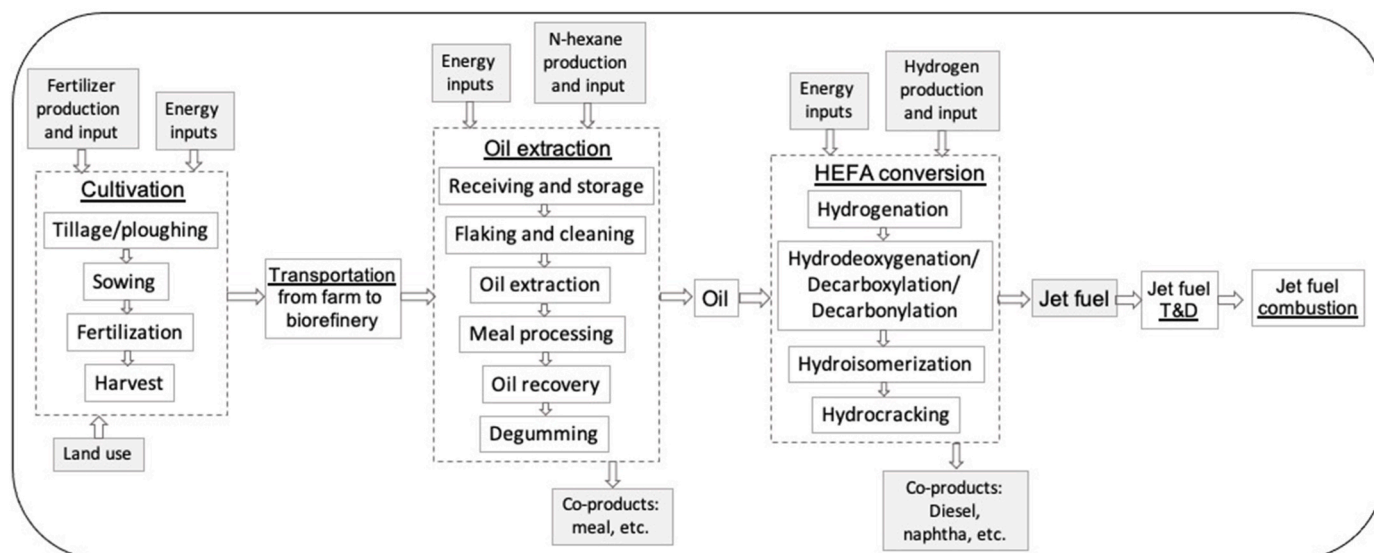 Fertilizer
production
and input
Energy
inputs
Cultivation
Tillage/ploughing
Sowing
Fertilization
Harvest
Land use
Transportation
from farm to
biorefinery
Energy
inputs
N-hexane
production
and input
Oil extraction
Receiving and storage
Flaking and cleaning
Oil extraction
Meal processing
Oil recovery
Degumming
Co-products:
meal, etc.
Oil
Energy
inputs
Hydrogen
production
and input
HEFA conversion
Hydrogenation
Hydrodeoxygenation/
Decarboxylation/
Decarbonylation
Hydroisomerization
Hydrocracking
Co-products:
Diesel,
naphtha, etc.
Jet fuel
Jet fuel
T&D
Jet fuel
combustion